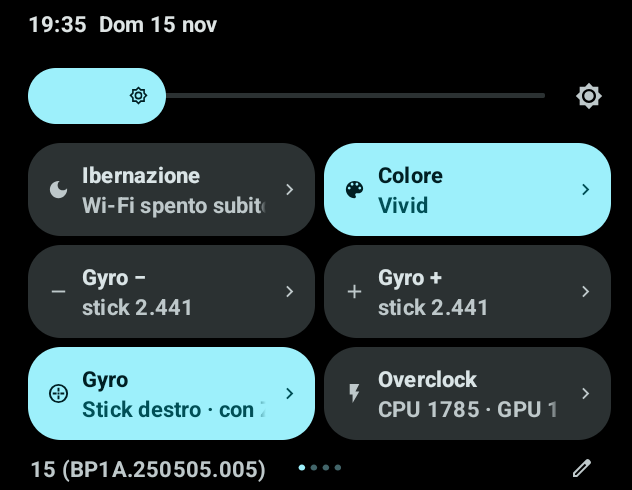 19:35 Dom 15 nov
Ibernazione
Wi-Fi spento subito
Colore
Vivid
Gyro −
stick 2.441
Gyro +
stick 2.441
Gyro
Stick destro · con
Overclock
CPU 1785 · GPU 1
15 (BP1A.250505.005)